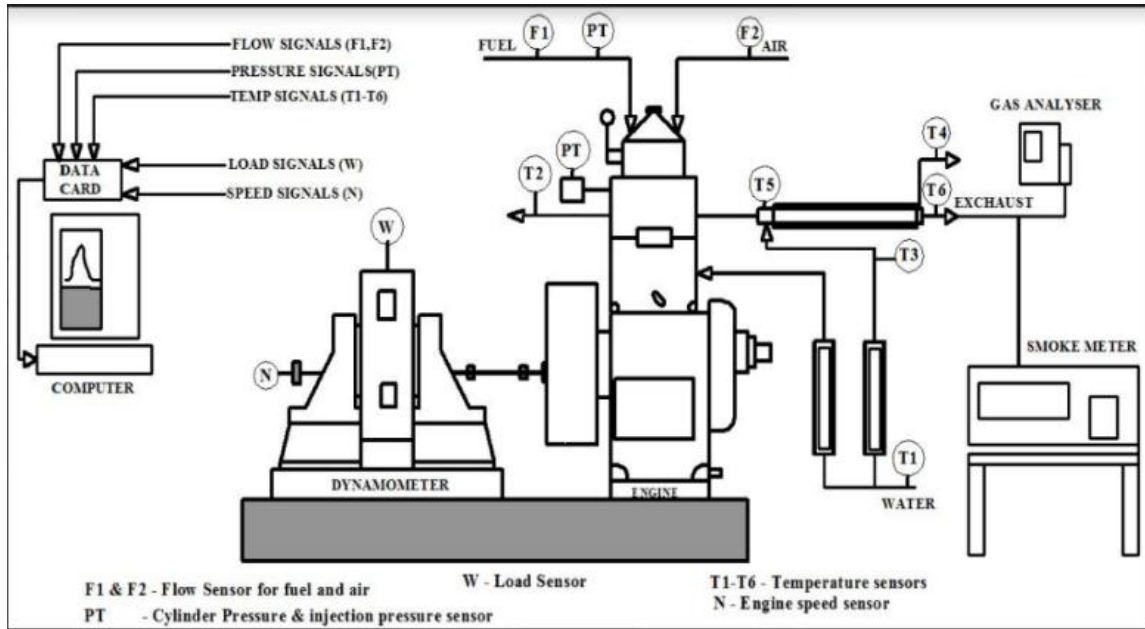 FLOW SIGNALS (F1,F2)
PRESSURE SIGNALS(PT)
TEMP SIGNALS (T1-T6)
LOAD SIGNALS (W)
SPEED SIGNALS (N)
DATA
CARD
COMPUTER
FUEL
F1
PT
F2
AIR
GAS ANALYSER
PT
T2
T5
T4
T6
EXCHAUST
T3
W
N
SMOKE METER
T1
WATER
DYNAMOMETER
ENGINE
F1 & F2 - Flow Sensor for fuel and air
PT - Cylinder Pressure & injection pressure sensor
W - Load Sensor
T1-T6 - Temperature sensors
N - Engine speed sensor